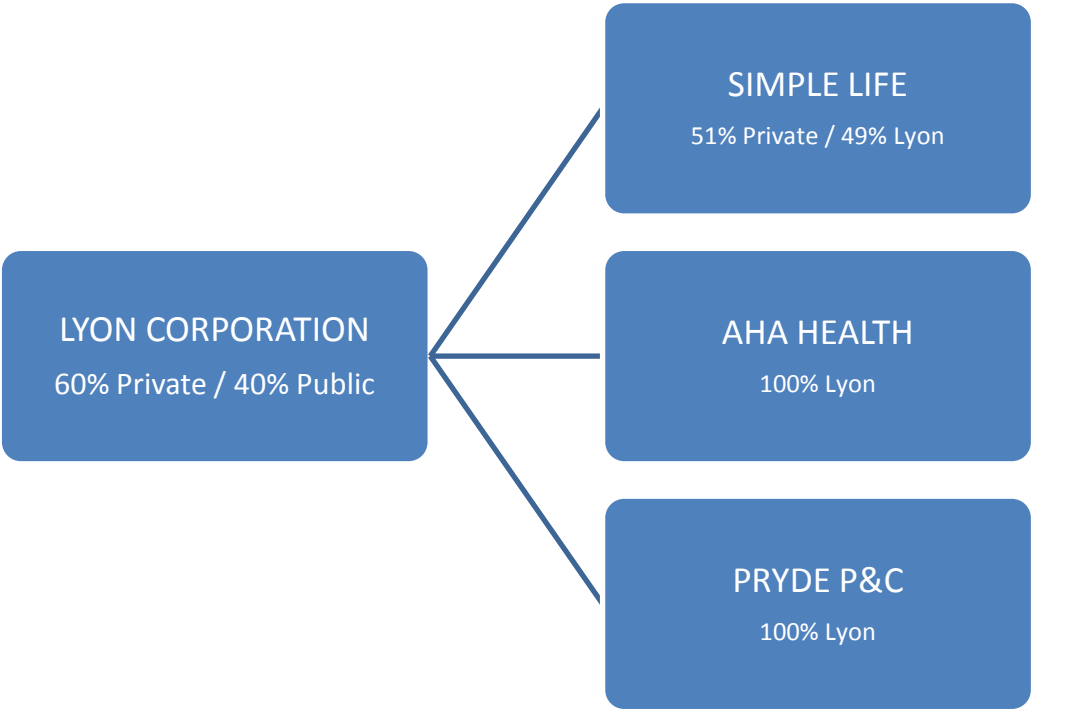 SIMPLE LIFE
51% Private / 49% Lyon
LYON CORPORATION
60% Private / 40% Public
AHA HEALTH
100% Lyon
PRYDE P&C
100% Lyon